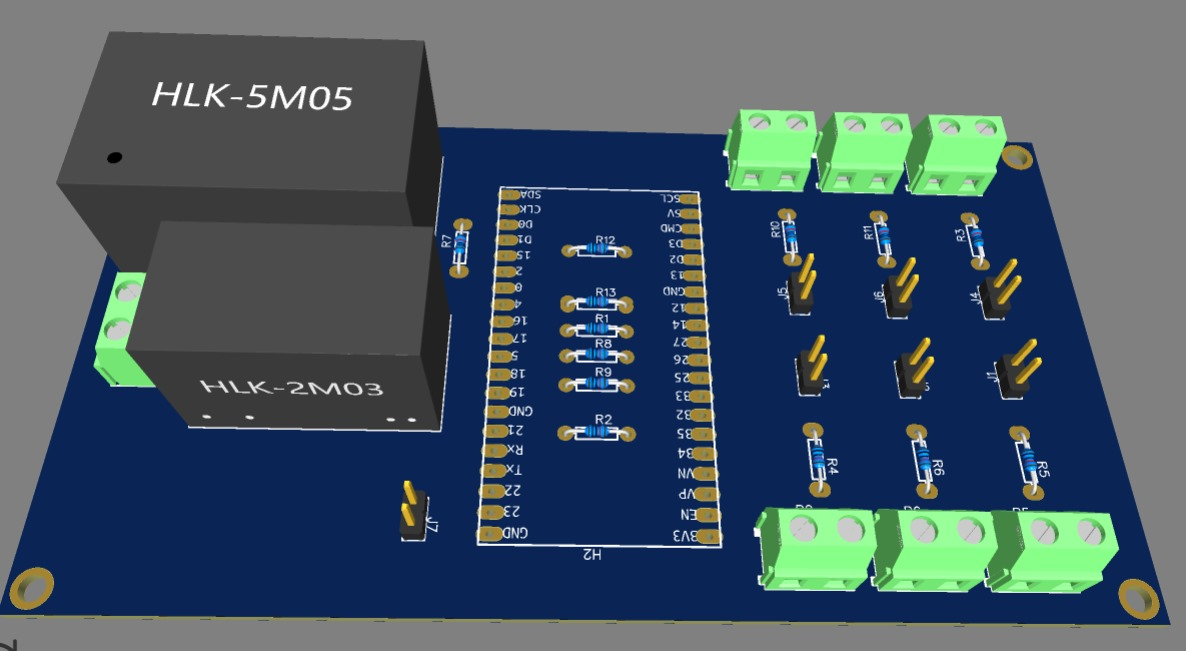 HLK-5M05
HLK-2M03
SDA
CLK
D0
D1
15
2
0
4
16
17
5
18
19
GND
21
Rx
Tx
22
23
GND
SCL
5V
CMD
D3
D2
13
GND
12
14
27
26
25
33
32
35
34
VN
VP
EN
3V3
H2
R7
R12
R13
R1
R8
R9
R2
J7
R10
R11
R3
J5
J6
J4
J1
R4
R6
R5